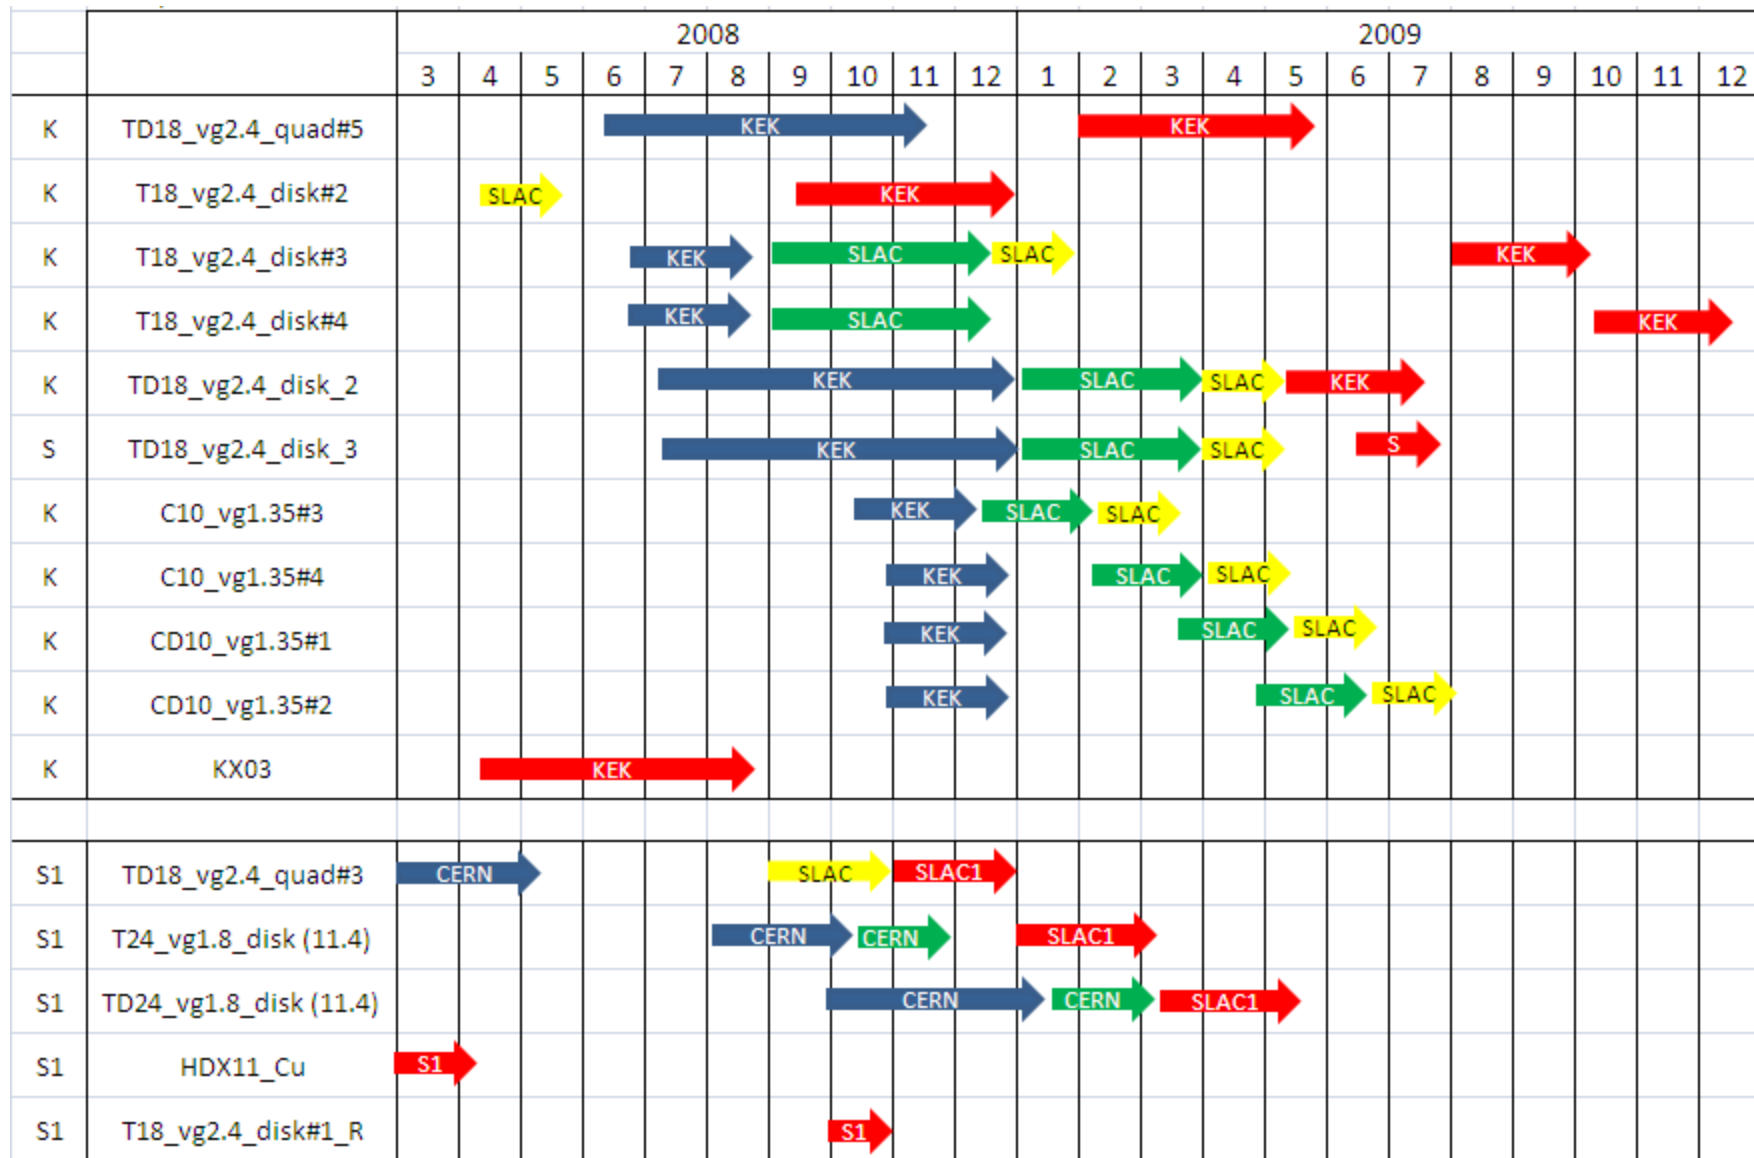 2008 2009
3 4 5 6 7 8 9 10 11 12 1 2 3 4 5 6 7 8 9 10 11 12
K TD18_vg2.4_quad#5 KEK KEK
K T18_vg2.4_disk#2 SLAC KEK
K T18_vg2.4_disk#3 KEK SLAC SLAC KEK
K T18_vg2.4_disk#4 KEK SLAC KEK
K TD18_vg2.4_disk_2 KEK SLAC SLAC KEK
S TD18_vg2.4_disk_3 KEK SLAC SLAC S
K C10_vg1.35#3 KEK SLAC SLAC
K C10_vg1.35#4 KEK SLAC SLAC
K CD10_vg1.35#1 KEK SLAC SLAC
K CD10_vg1.35#2 KEK SLAC SLAC
K KX03 KEK
S1 TD18_vg2.4_quad#3 CERN SLAC SLAC1
S1 T24_vg1.8_disk (11.4) CERN CERN SLAC1
S1 TD24_vg1.8_disk (11.4) CERN CERN SLAC1
S1 HDX11_Cu S1
S1 T18_vg2.4_disk#1_R S1